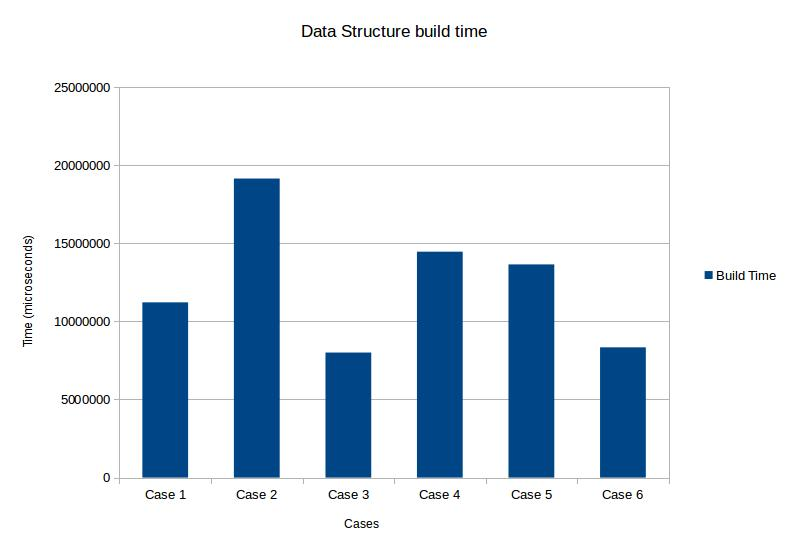 Data Structure build time
25000000
20000000
15000000
10000000
5000000
0
Time (microseconds)
Build Time
Case 1 Case 2 Case 3 Case 4 Case 5 Case 6
Cases